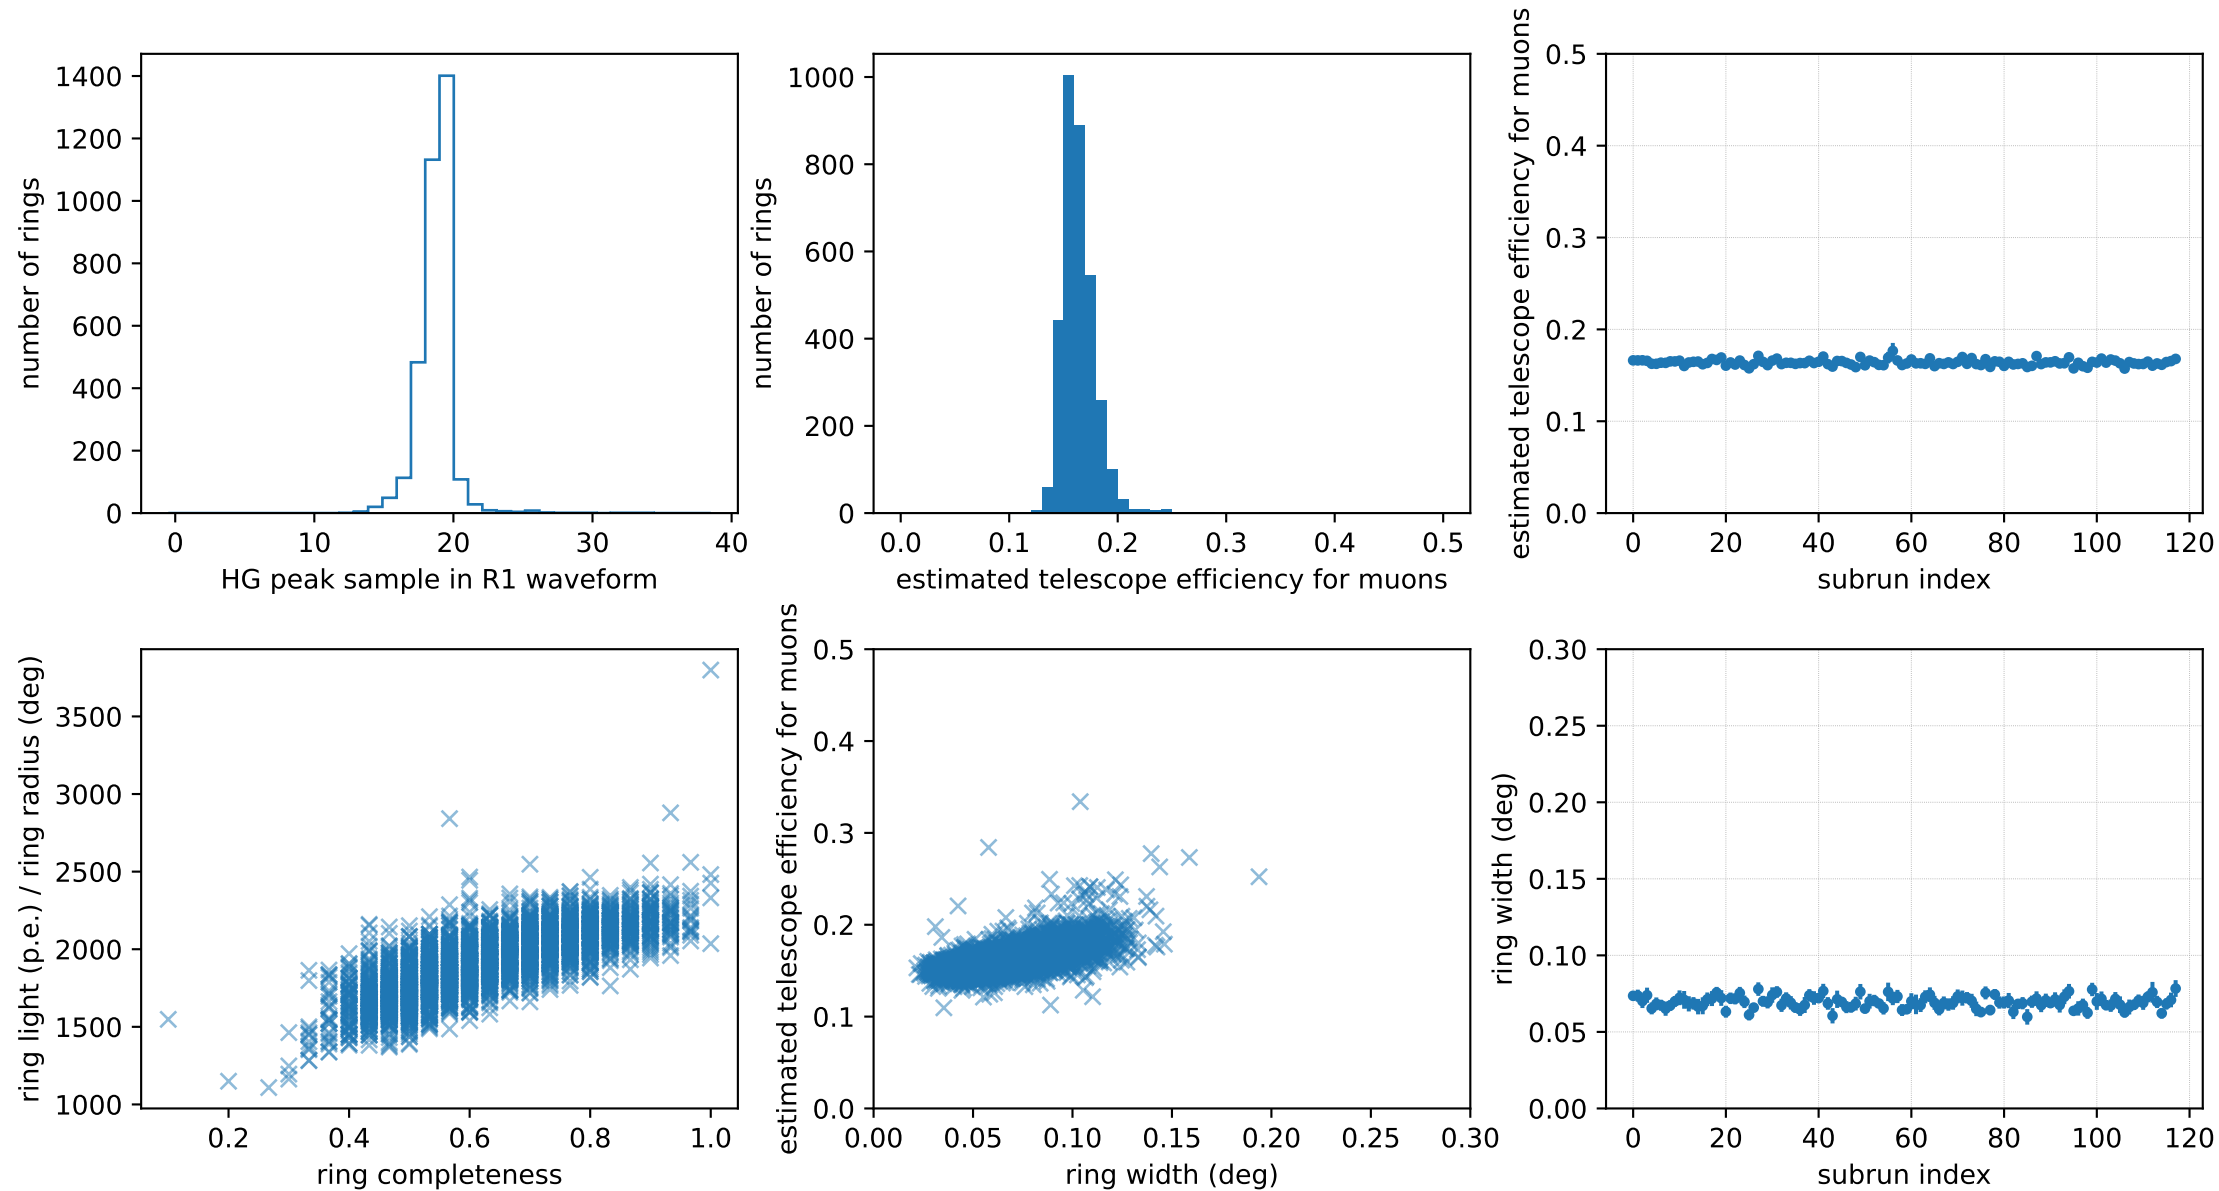 number of rings
1400
1200
1000
800
600
400
200
0
0 10 20 30 40
HG peak sample in R1 waveform
number of rings
1000
800
600
400
200
0
0.0 0.1 0.2 0.3 0.4 0.5
estimated telescope efficiency for muons
estimated telescope efficiency for muons
0.5
0.4
0.3
0.2
0.1
0.0
0 20 40 60 80 100 120
subrun index
ring light (p.e.) / ring radius (deg)
3500
3000
2500
2000
1500
1000
0.2 0.4 0.6 0.8 1.0
ring completeness
estimated telescope efficiency for muons
0.5
0.4
0.3
0.2
0.1
0.0
0.00 0.05 0.10 0.15 0.20 0.25 0.30
ring width (deg)
ring width (deg)
0.30
0.25
0.20
0.15
0.10
0.05
0.00
0 20 40 60 80 100 120
subrun index